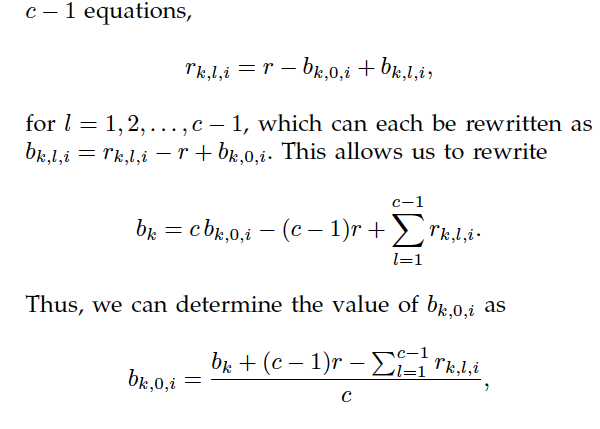 c − 1 equations,
r_{k,l,i} = r − b_{k,0,i} + b_{k,l,i},
for l = 1, 2, . . . , c − 1, which can each be rewritten as
b_{k,l,i} = r_{k,l,i} − r + b_{k,0,i}. This allows us to rewrite
b_k = c b_{k,0,i} − (c − 1)r + \sum_{l=1}^{c−1} r_{k,l,i}.
Thus, we can determine the value of b_{k,0,i} as
b_{k,0,i} = \frac{b_k + (c − 1)r − \sum_{l=1}^{c−1} r_{k,l,i}}{c},